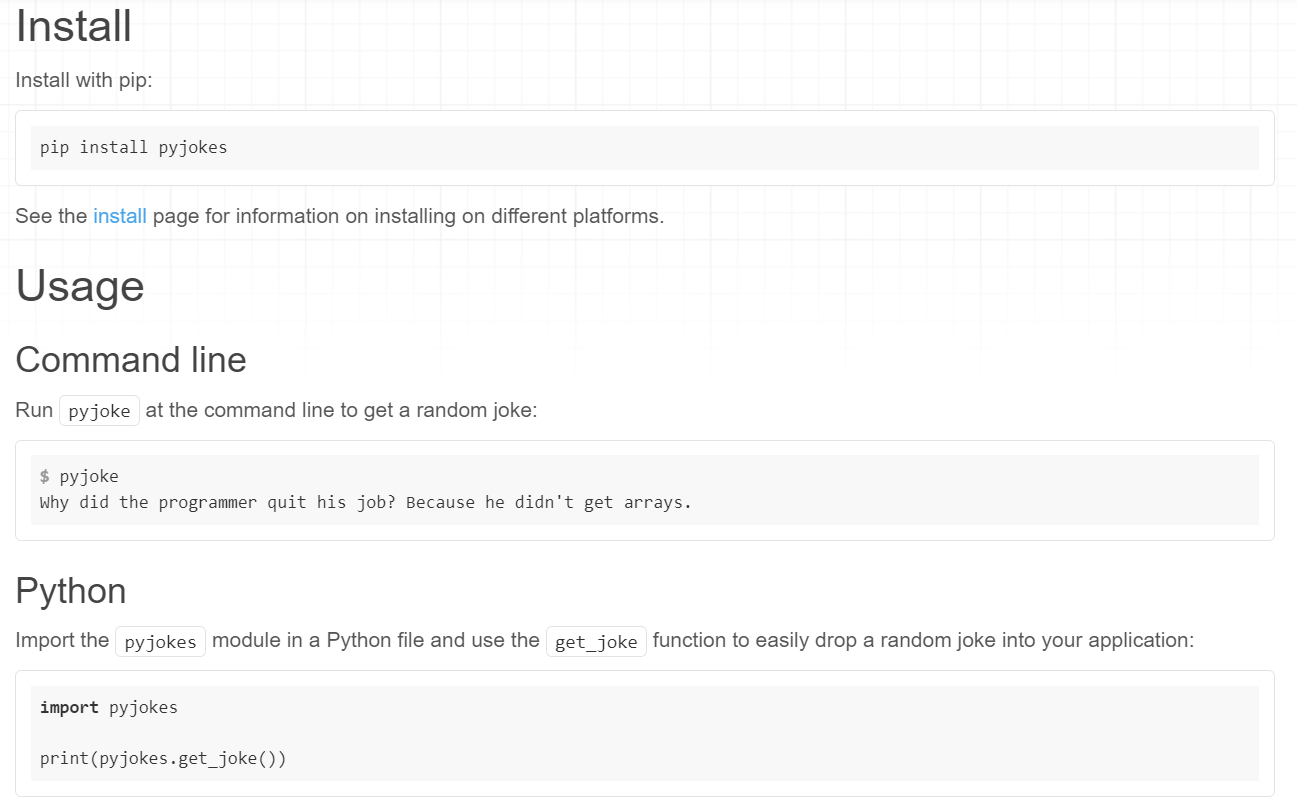 Install
Install with pip:
pip install pyjokes
See the install page for information on installing on different platforms.
Usage
Command line
Run pyjoke at the command line to get a random joke:
$ pyjoke
Why did the programmer quit his job? Because he didn't get arrays.
Python
Import the pyjokes module in a Python file and use the get_joke function to easily drop a random joke into your application:
import pyjokes
print(pyjokes.get_joke())